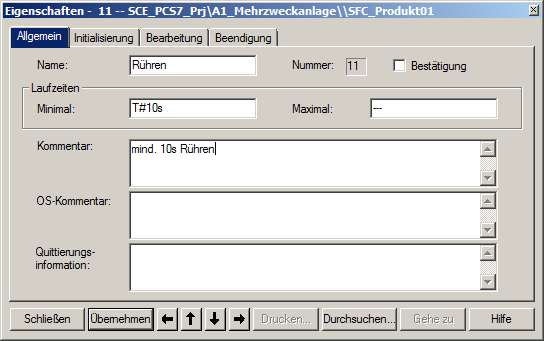 Eigenschaften - 11 -- SCE_PCS7_Prj\A1_Mehrzweckanlage\\SFC_Produkt01
Allgemein Initialisierung Bearbeitung Beendigung
Name: Rühren Nummer: 11 Bestätigung
Laufzeiten
Minimal: T#10s Maximal: ---
Kommentar: mind. 10s Rühren
OS-Kommentar:
Quittierungs-
information:
Schließen Übernehmen Drucken... Durchsuchen... Gehe zu Hilfe